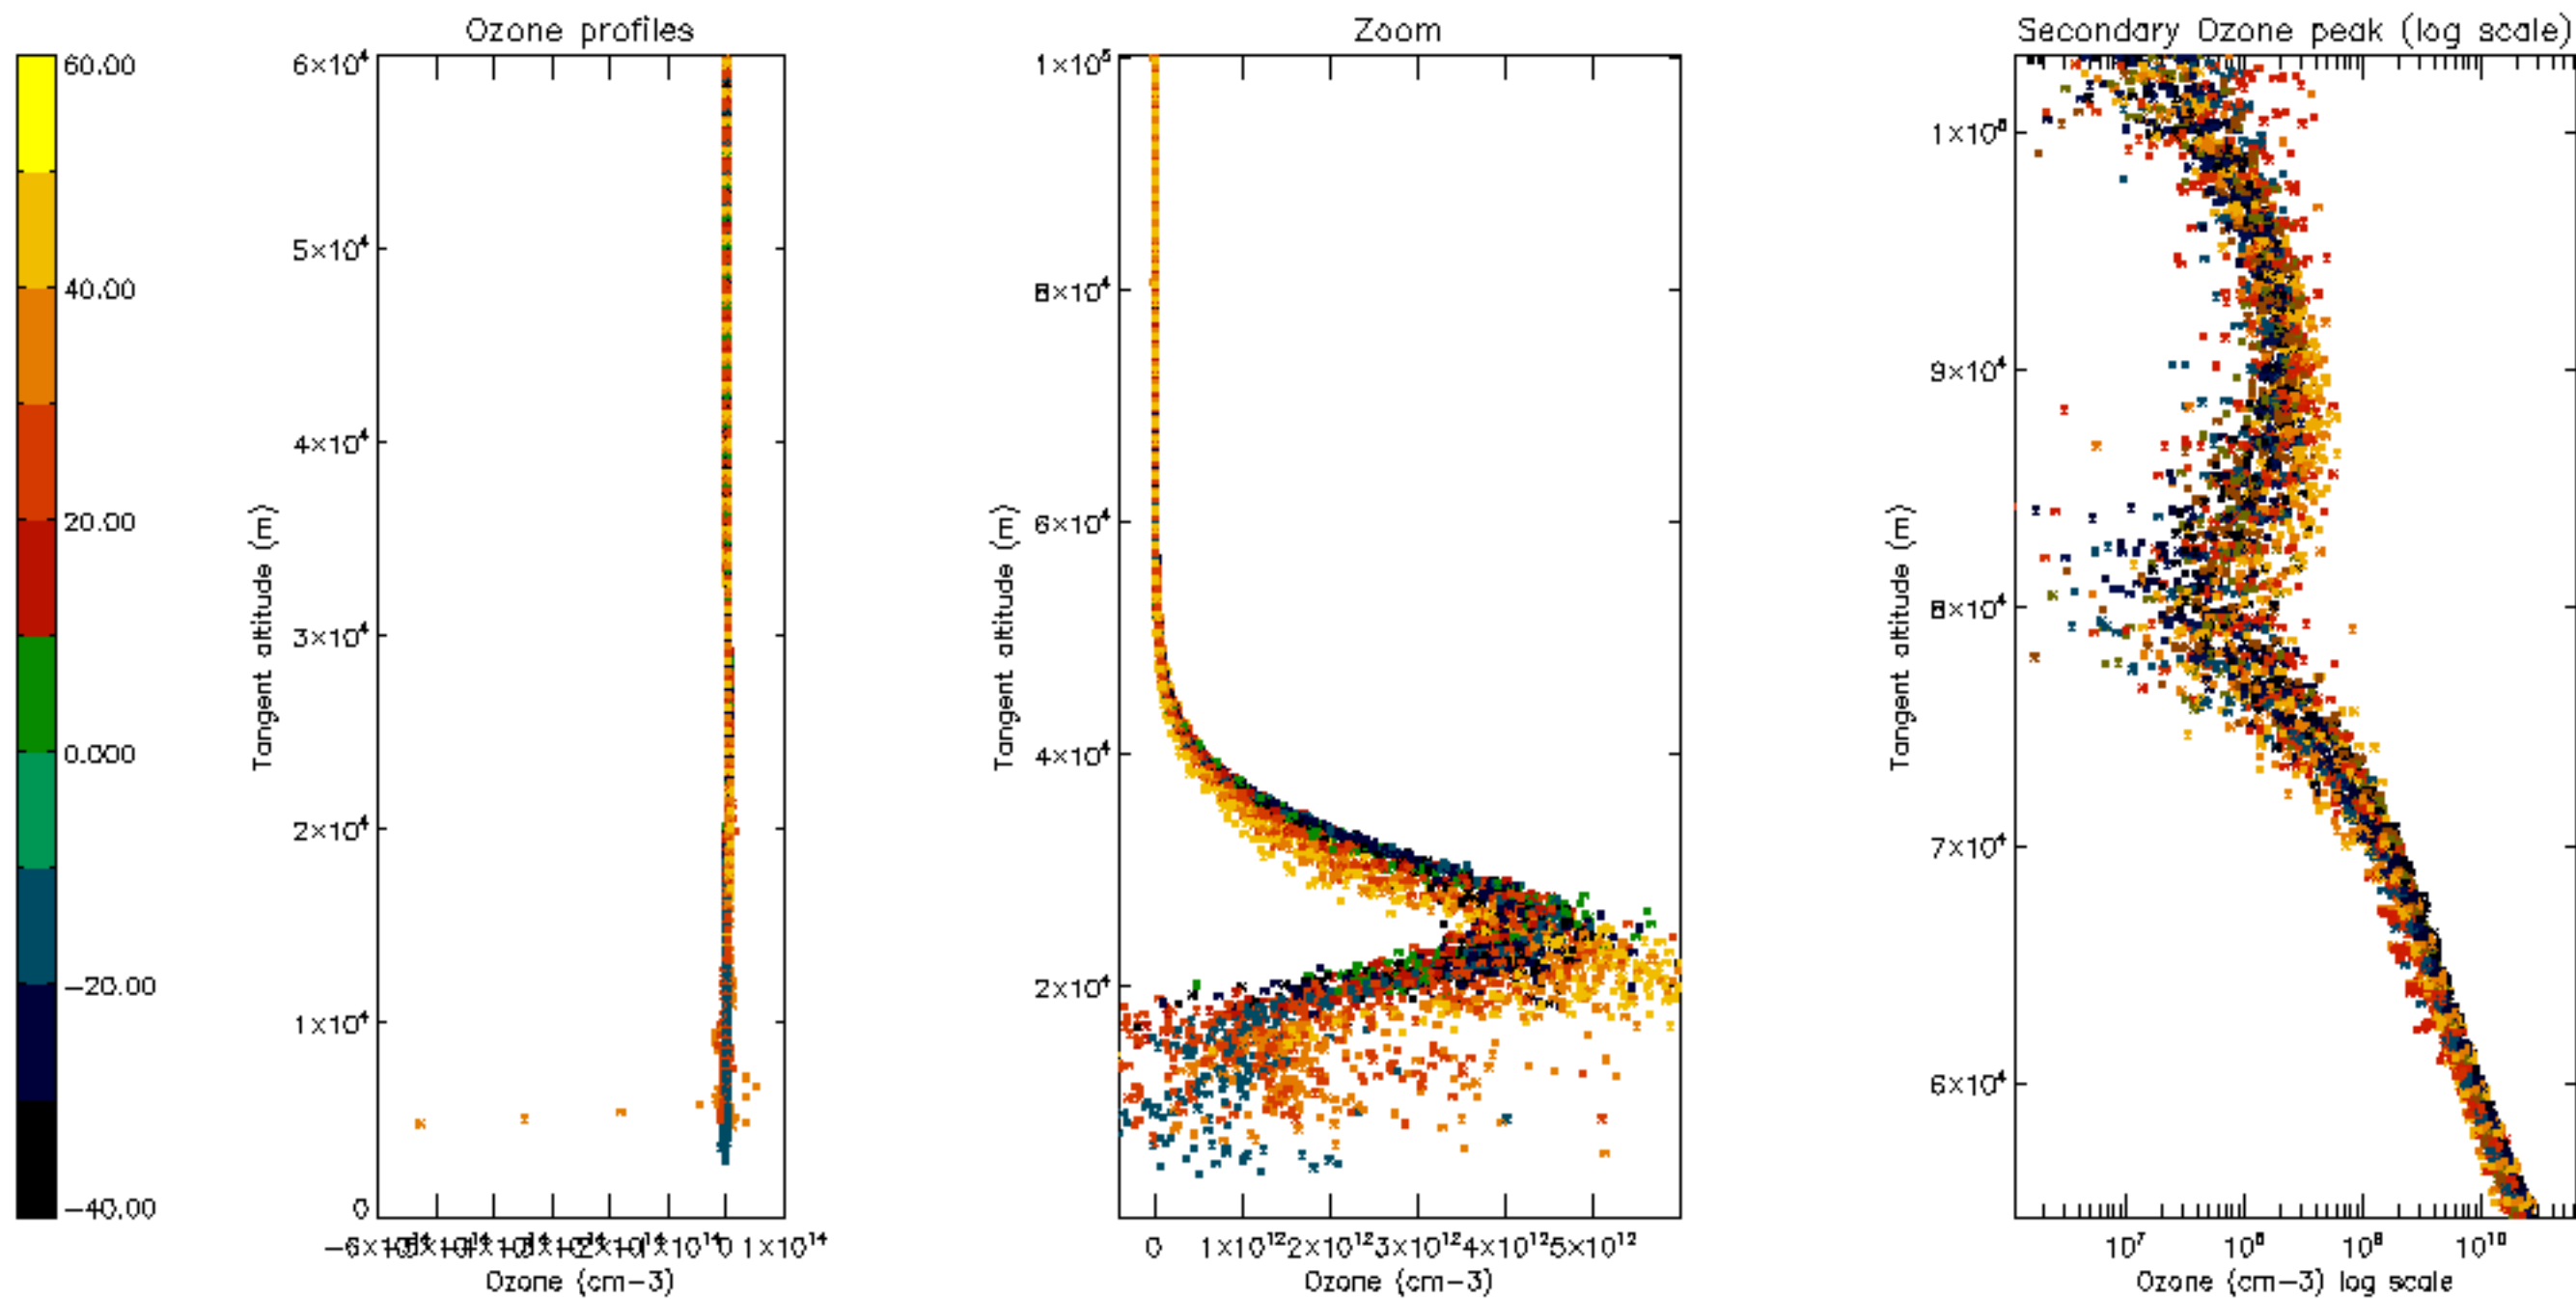 Ozone profiles
Zoom
Secondary Ozone peak (log scale)
60.00
40.00
20.00
0.000
-20.00
-40.00
6×10⁴
5×10⁴
4×10⁴
3×10⁴
2×10⁴
1×10⁴
0
Tangent altitude (m)
0 1×10¹⁴
Ozone (cm-3)
1×10⁵
8×10⁴
6×10⁴
4×10⁴
2×10⁴
Tangent altitude (m)
0 1×10¹² 2×10¹² 3×10¹² 4×10¹² 5×10¹²
Ozone (cm-3)
9×10⁴
8×10⁴
7×10⁴
6×10⁴
Tangent altitude (m)
10⁷ 10⁸ 10⁹ 10¹⁰
Ozone (cm-3) log scale